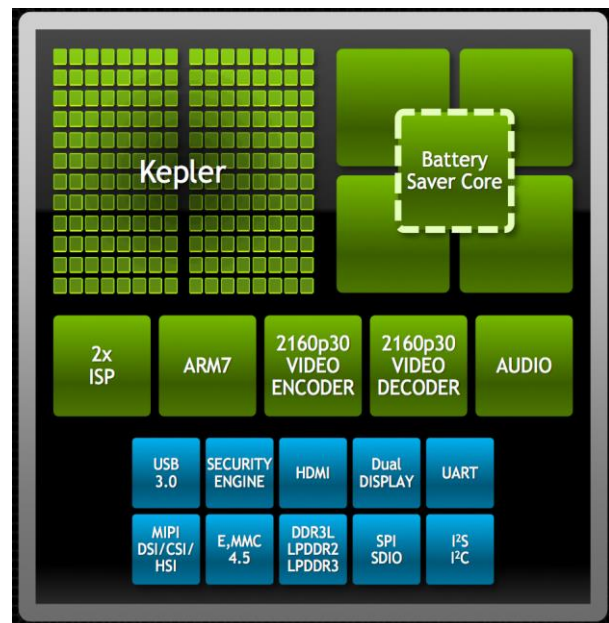 Kepler
Battery
Saver Core
2x
ISP
ARM7
2160p30
VIDEO
ENCODER
2160p30
VIDEO
DECODER
AUDIO
USB
3.0
SECURITY
ENGINE
HDMI
Dual
DISPLAY
UART
MIPI
DSI/CSI/
HSI
E,MMC
4.5
DDR3L
LPDDR2
LPDDR3
SPI
SDIO
I²S
I²C